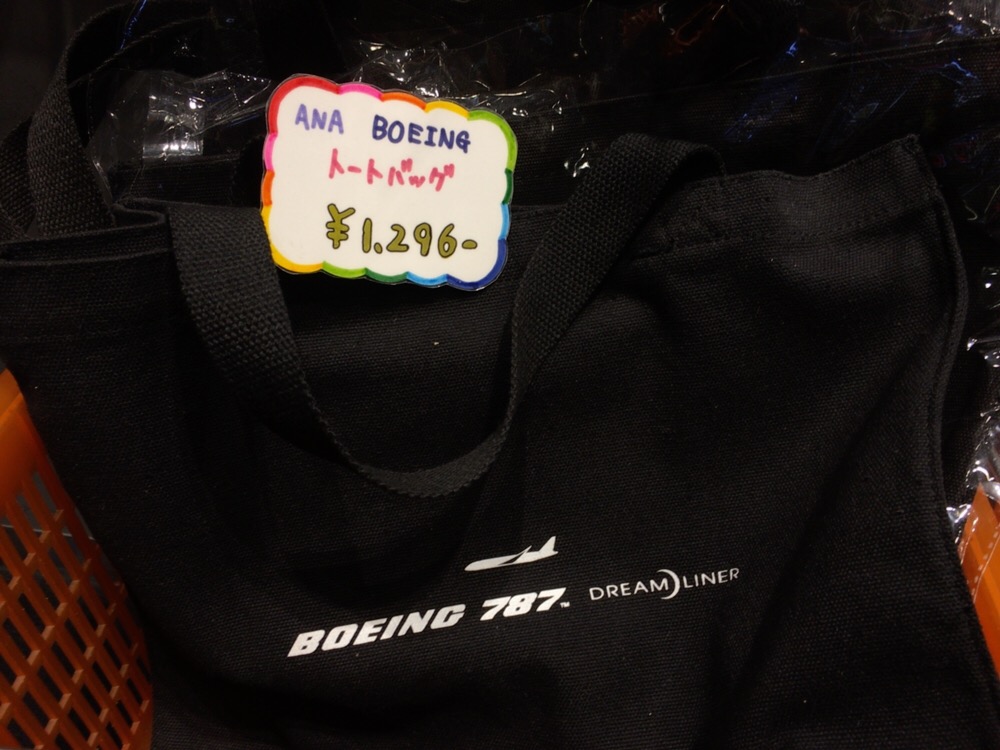 ANA BOEING
トートバッグ
¥1.296-
BOEING 787™ DREAMLINER